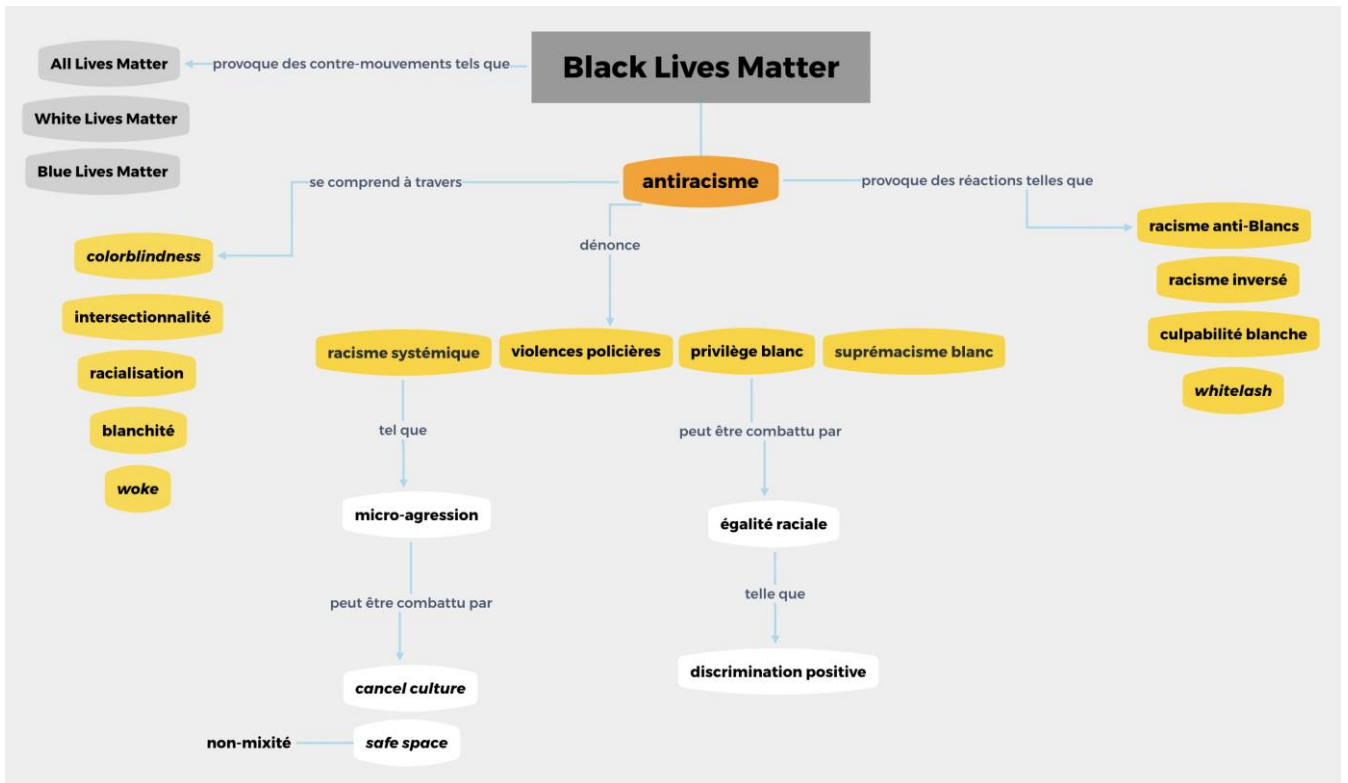 Black Lives Matter
All Lives Matter
provoque des contre-mouvements tels que
White Lives Matter
Blue Lives Matter
antiracisme
se comprend à travers
provoque des réactions telles que
dénonce
colorblindness
intersectionnalité
racialisation
blanchité
woke
racisme anti-Blancs
racisme inversé
culpabilité blanche
whitelash
racisme systémique
violences policières
privilège blanc
suprémacisme blanc
tel que
peut être combattu par
micro-agression
égalité raciale
peut être combattu par
telle que
cancel culture
discrimination positive
non-mixité
safe space